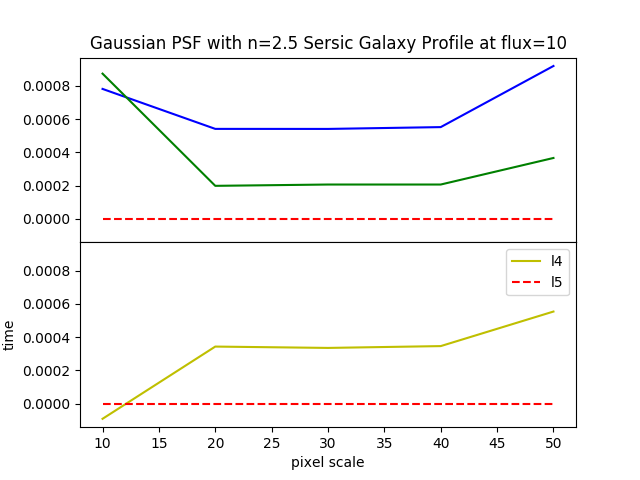 Gaussian PSF with n=2.5 Sersic Galaxy Profile at flux=10
0.0008
0.0006
0.0004
0.0002
0.0000
l4
l5
0.0008
0.0006
0.0004
0.0002
0.0000
time
10 15 20 25 30 35 40 45 50
pixel scale